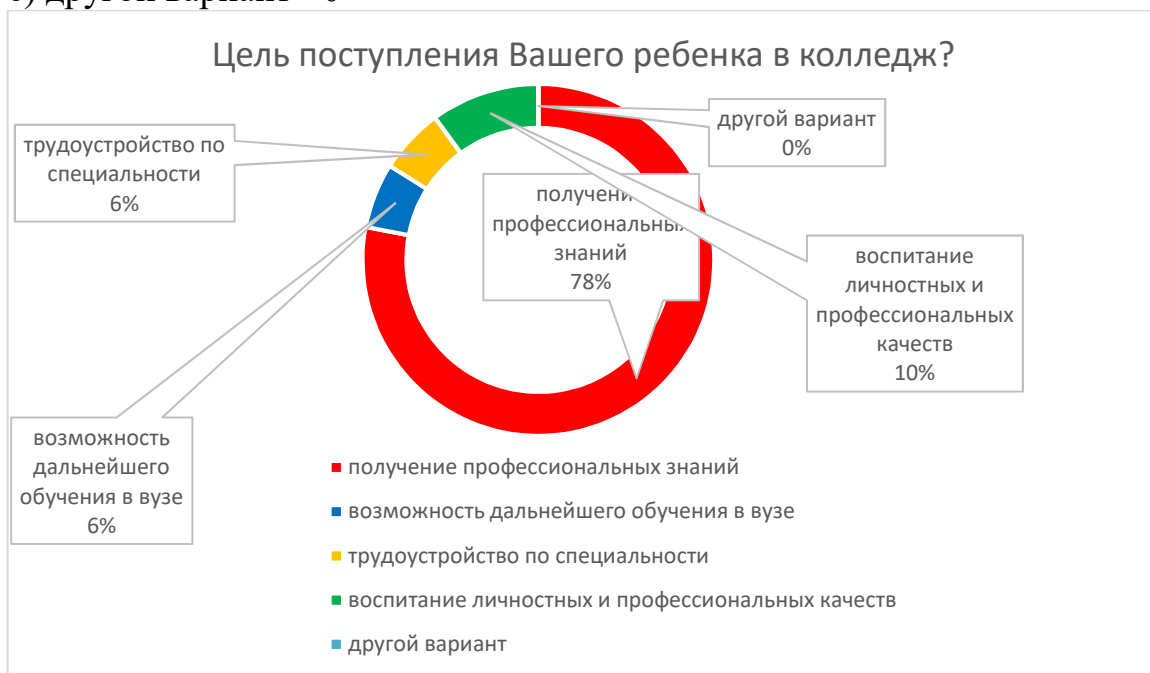 Цель поступления Вашего ребенка в колледж?
другой вариант
0%
трудоустройство по
специальности
6%
получени
профессиональных
знаний
78%
воспитание
личностных и
профессиональных
качеств
10%
возможность
дальнейшего
обучения в вузе
6%
получение профессиональных знаний
возможность дальнейшего обучения в вузе
трудоустройство по специальности
воспитание личностных и профессиональных качеств
другой вариант